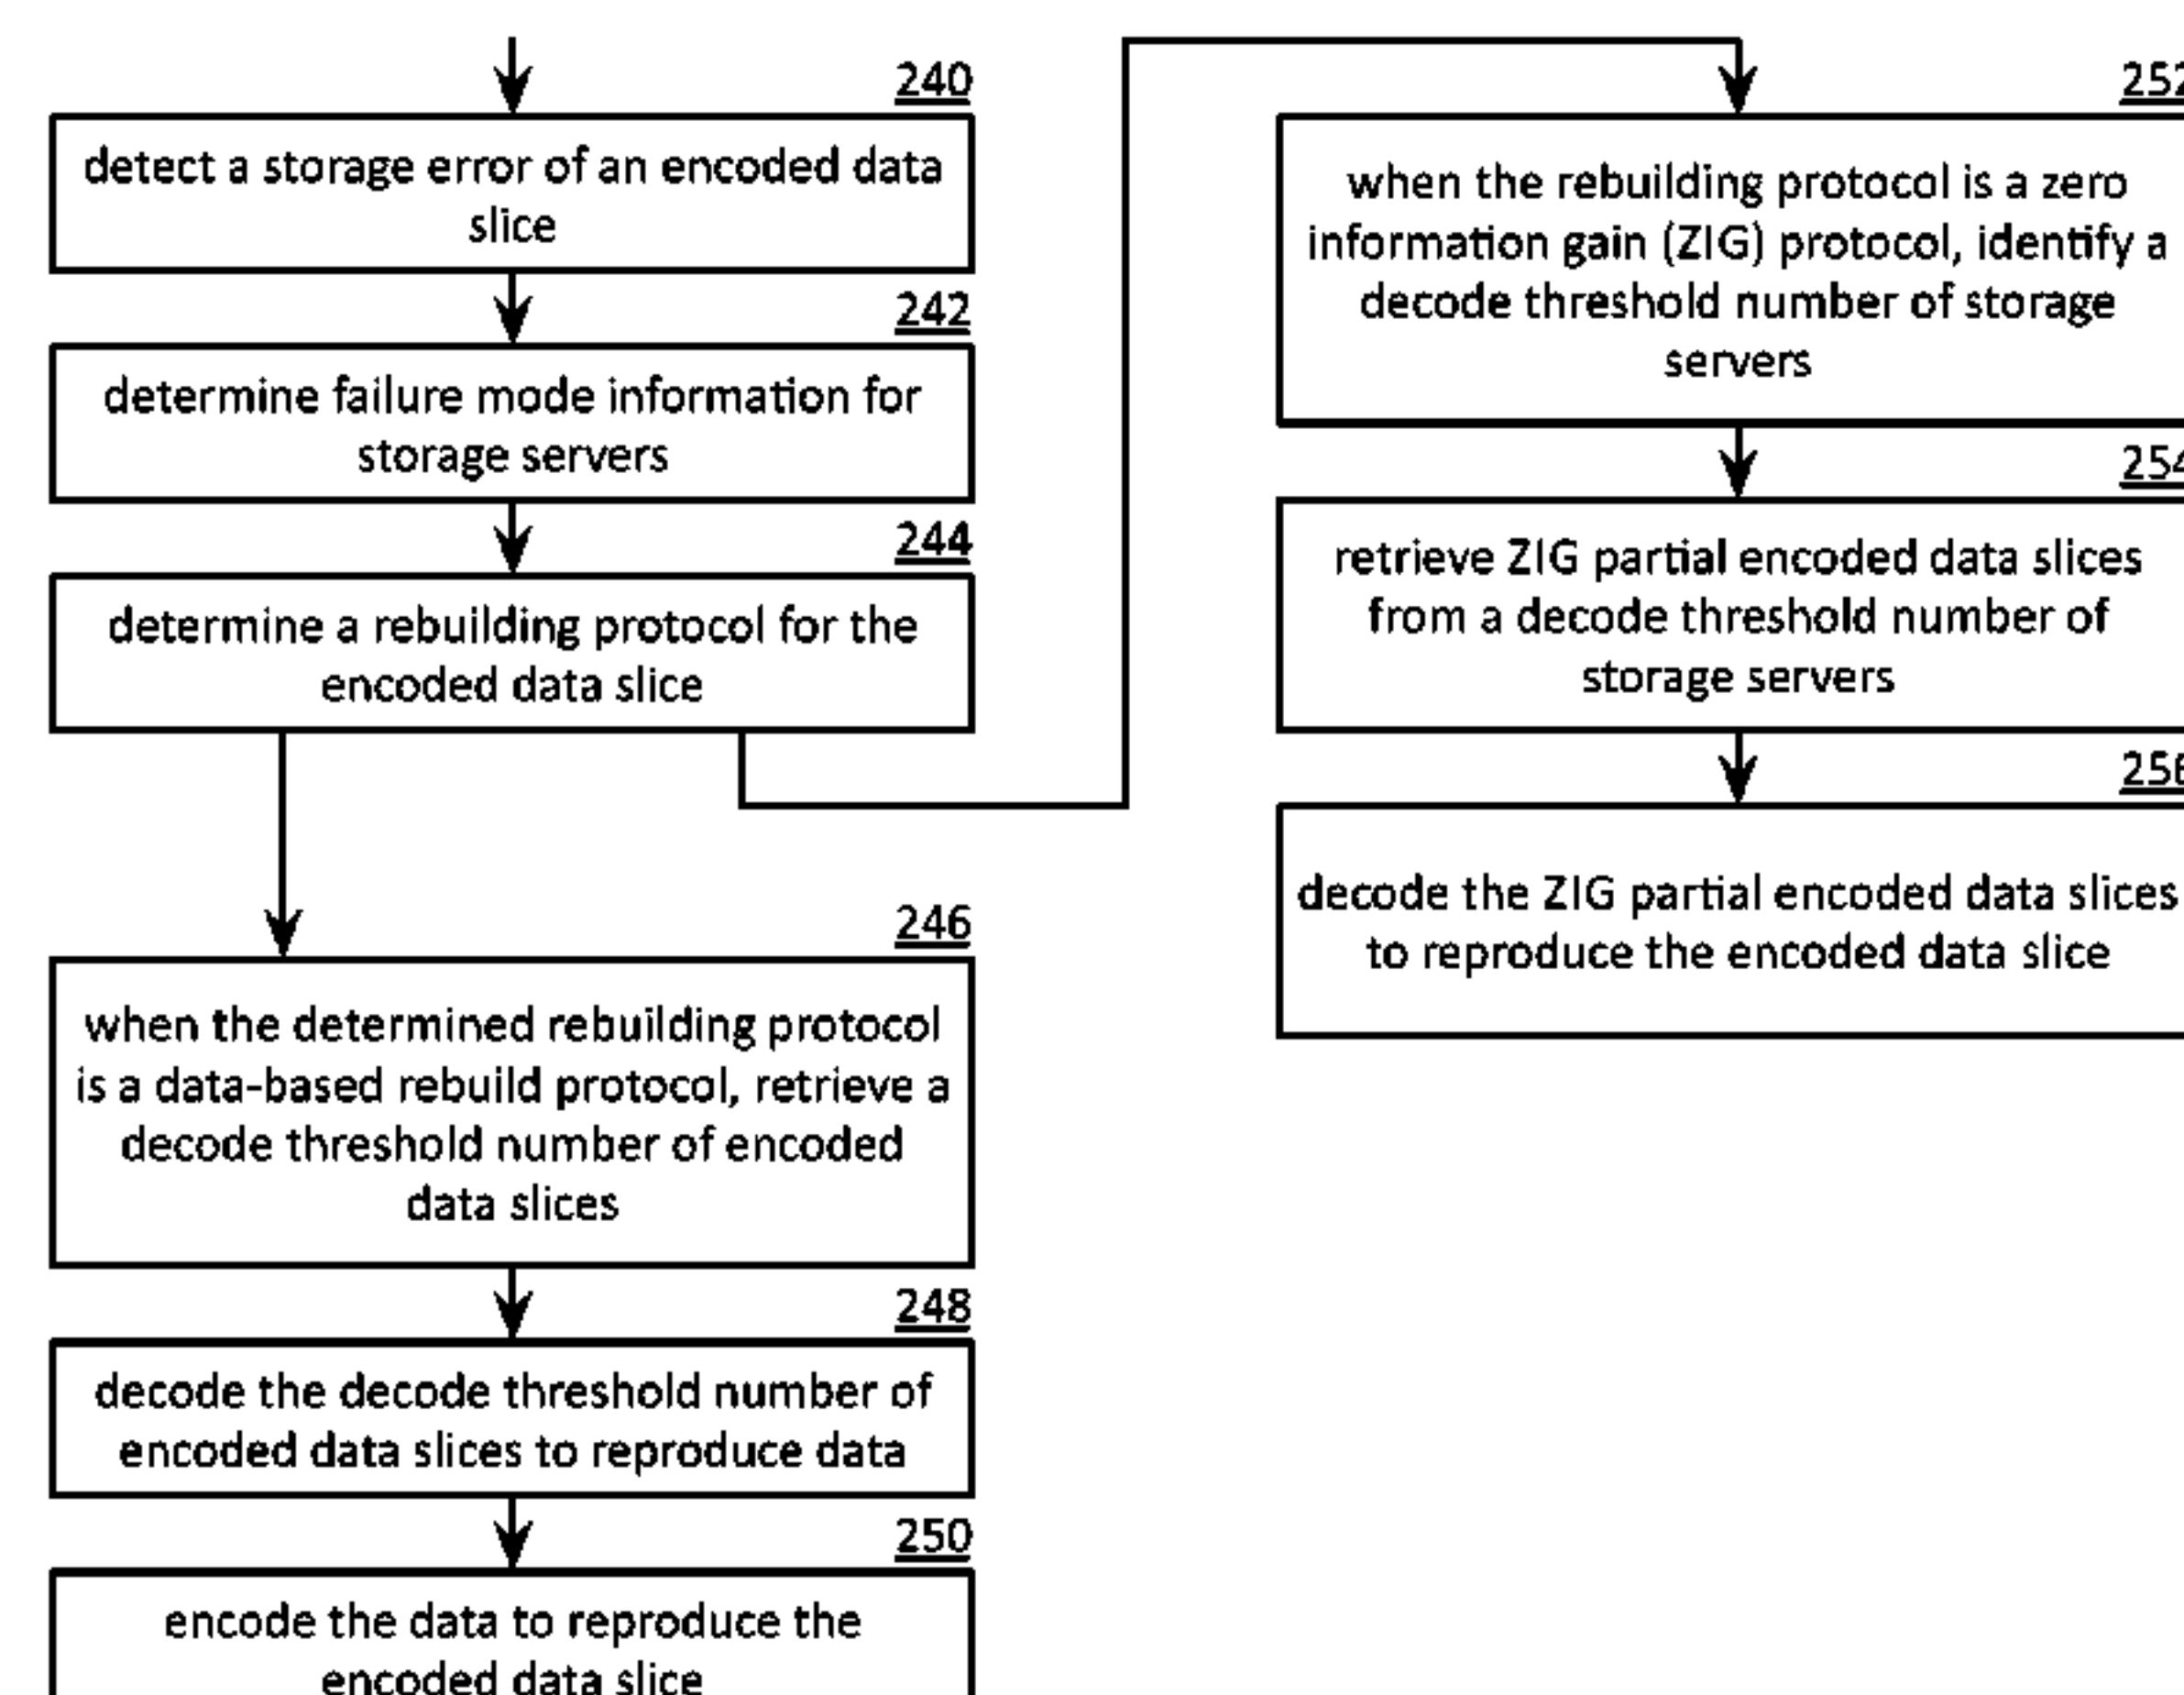 240
detect a storage error of an encoded data
slice
242
determine failure mode information for
storage servers
244
determine a rebuilding protocol for the
encoded data slice
246
when the determined rebuilding protocol
is a data-based rebuild protocol, retrieve a
decode threshold number of encoded
data slices
248
decode the decode threshold number of
encoded data slices to reproduce data
250
encode the data to reproduce the
encoded data slice
252
when the rebuilding protocol is a zero
information gain (ZIG) protocol, identify a
decode threshold number of storage
servers
254
retrieve ZIG partial encoded data slices
from a decode threshold number of
storage servers
256
decode the ZIG partial encoded data slices
to reproduce the encoded data slice